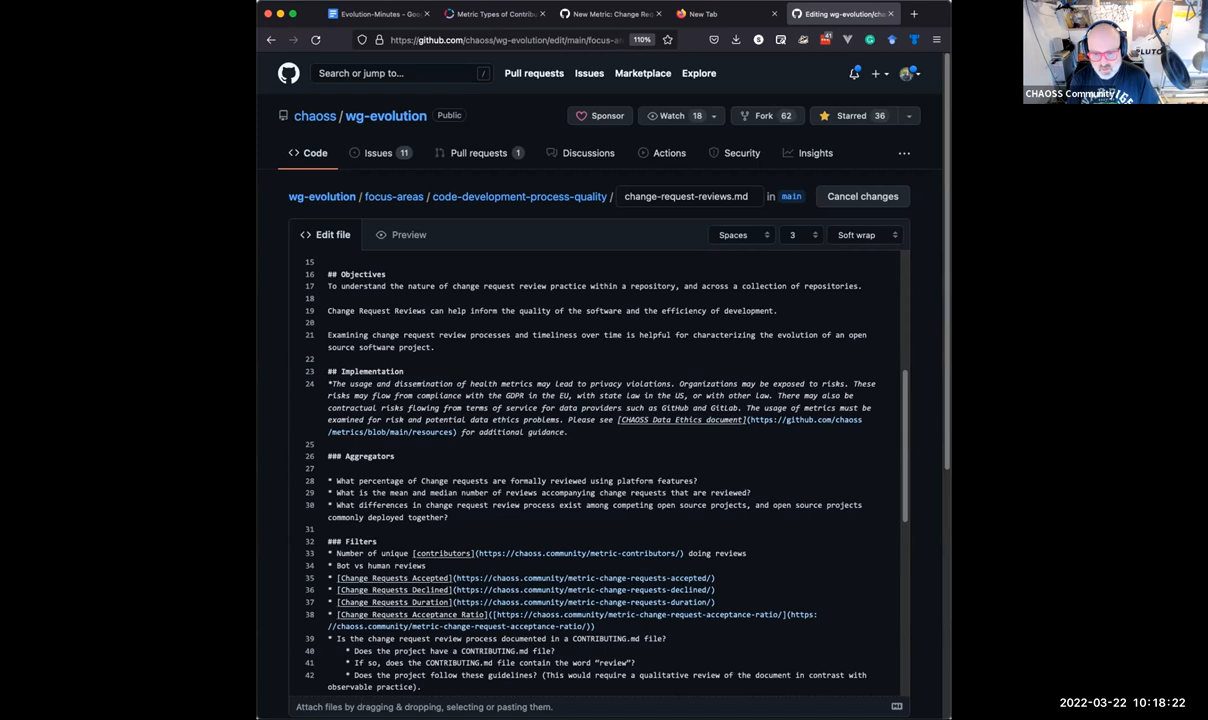 Evolution-Minutes - Goo
Metric Types of Contribu
New Metric: Change Req
New Tab
Editing wg-evolution/cha
https://github.com/chaoss/wg-evolution/edit/main/focus-a
110%
41
Search or jump to...
/
Pull requests
Issues
Marketplace
Explore
CHAOSS Community
chaoss / wg-evolution
Public
Sponsor
Watch 18
Fork 62
Starred 36
Code
Issues 11
Pull requests 1
Discussions
Actions
Security
Insights
wg-evolution / focus-areas / code-development-process-quality / change-request-reviews.md in main
Cancel changes
Edit file
Preview
Spaces
3
Soft wrap
15
16 ## Objectives
17 To understand the nature of change request review practice within a repository, and across a collection of repositories.
18
19 Change Request Reviews can help inform the quality of the software and the efficiency of development.
20
21 Examining change request review processes and timeliness over time is helpful for characterizing the evolution of an open
source software project.
22
23 ## Implementation
24 *The usage and dissemination of health metrics may lead to privacy violations. Organizations may be exposed to risks. These
risks may flow from compliance with the GDPR in the EU, with state law in the US, or with other law. There may also be
contractual risks flowing from terms of service for data providers such as GitHub and GitLab. The usage of metrics must be
examined for risk and potential data ethics problems. Please see [CHAOSS Data Ethics document](https://github.com/chaoss
/metrics/blob/main/resources) for additional guidance.
25
26 ### Aggregators
27
28 * What percentage of Change requests are formally reviewed using platform features?
29 * What is the mean and median number of reviews accompanying change requests that are reviewed?
30 * What differences in change request review process exist among competing open source projects, and open source projects
commonly deployed together?
31
32 ### Filters
33 * Number of unique [contributors](https://chaoss.community/metric-contributors/) doing reviews
34 * Bot vs human reviews
35 * [Change Requests Accepted](https://chaoss.community/metric-change-requests-accepted/)
36 * [Change Requests Declined](https://chaoss.community/metric-change-requests-declined/)
37 * [Change Requests Duration](https://chaoss.community/metric-change-requests-duration/)
38 * [Change Requests Acceptance Ratio]([https://chaoss.community/metric-change-request-acceptance-ratio/](https:
//chaoss.community/metric-change-request-acceptance-ratio/))
39 * Is the change request review process documented in a CONTRIBUTING.md file?
40 * Does the project have a CONTRIBUTING.md file?
41 * If so, does the CONTRIBUTING.md file contain the word “review”?
42 * Does the project follow these guidelines? (This would require a qualitative review of the document in contrast with
observable practice).
Attach files by dragging & dropping, selecting or pasting them.
2022-03-22 10:18:22